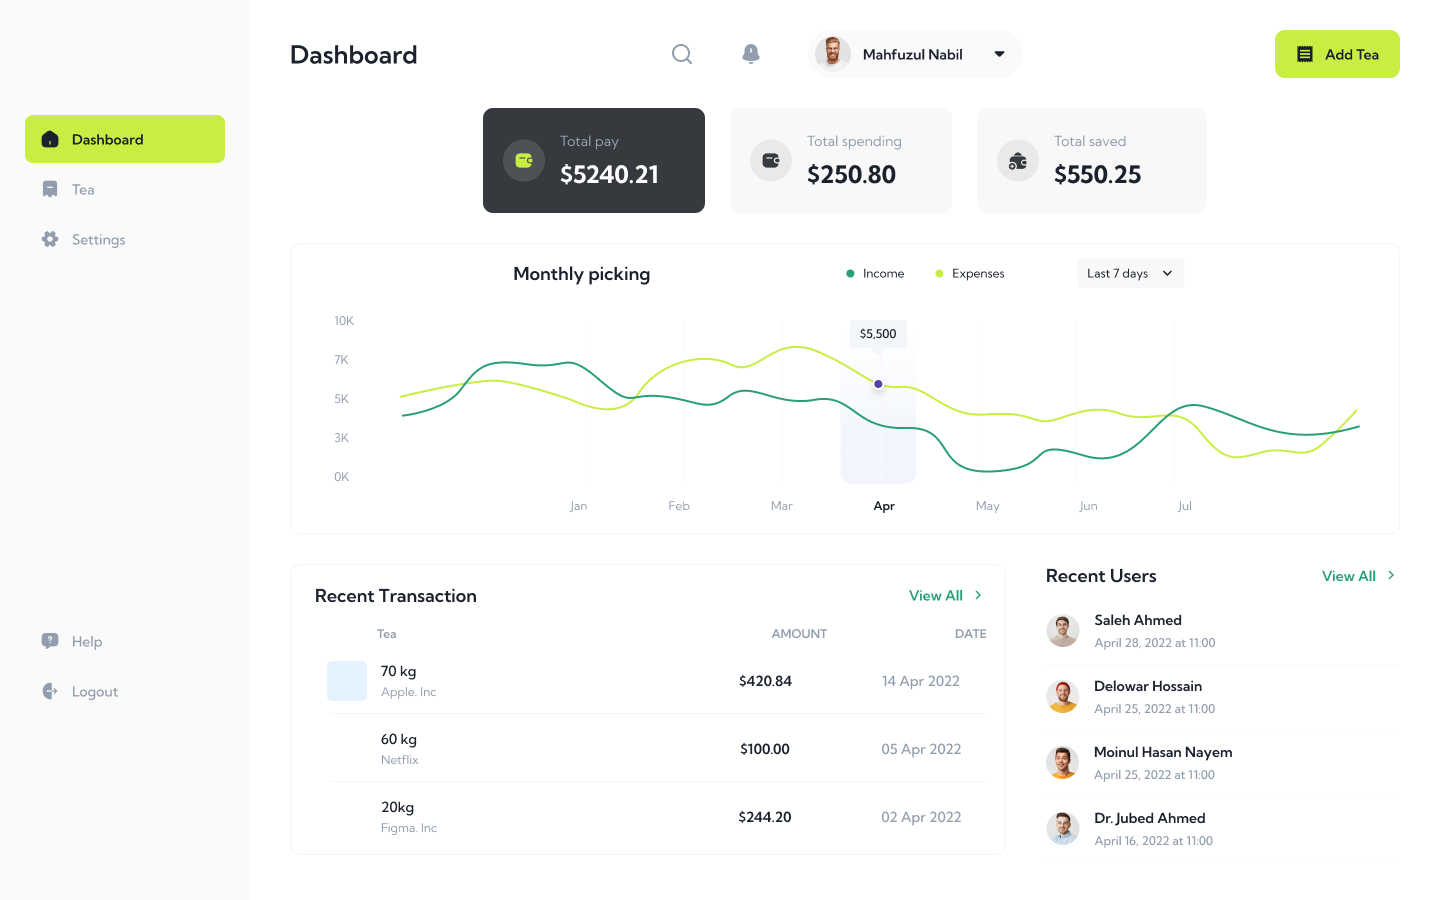 Dashboard
Mahfuzul Nabil
Add Tea
Dashboard
Tea
Settings
Help
Logout
Total pay
$5240.21
Total spending
$250.80
Total saved
$550.25
Monthly picking
Income
Expenses
Last 7 days
10K
7K
5K
3K
0K
$5,500
Jan
Feb
Mar
Apr
May
Jun
Jul
Recent Transaction
View All
Tea
AMOUNT
DATE
70 kg
Apple. Inc
$420.84
14 Apr 2022
60 kg
Netflix
$100.00
05 Apr 2022
20kg
Figma. Inc
$244.20
02 Apr 2022
Recent Users
View All
Saleh Ahmed
April 28, 2022 at 11:00
Delowar Hossain
April 25, 2022 at 11:00
Moinul Hasan Nayem
April 25, 2022 at 11:00
Dr. Jubed Ahmed
April 16, 2022 at 11:00